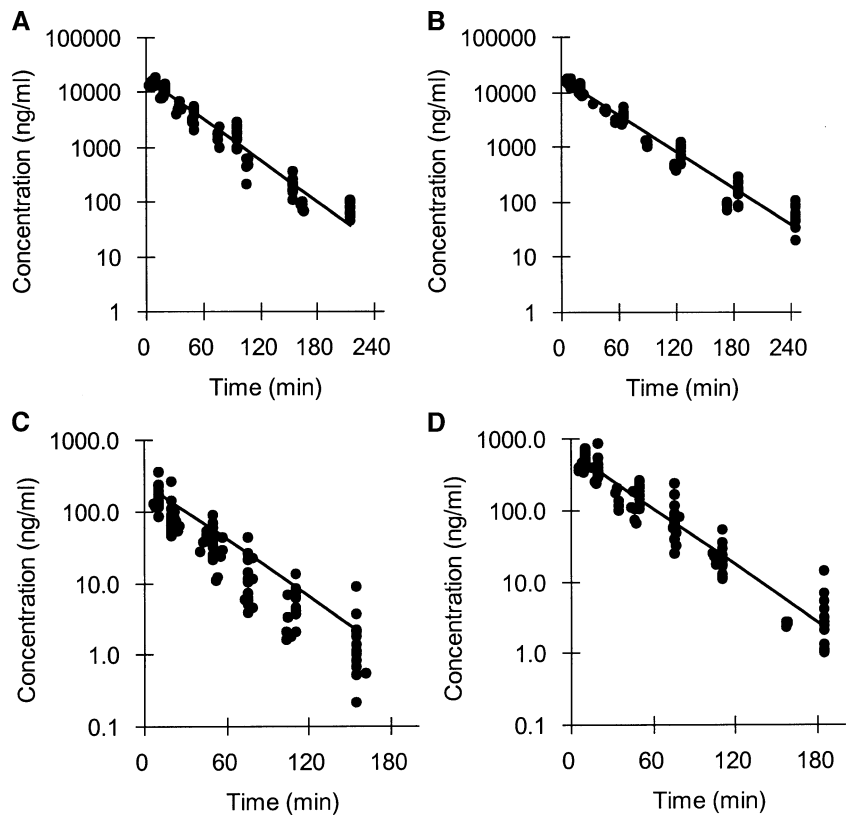 A
100000
10000
1000
100
10
1
0 60 120 180 240
Concentration (ng/ml)
Time (min)
B
100000
10000
1000
100
10
1
0 60 120 180 240
Concentration (ng/ml)
Time (min)
C
1000.0
100.0
10.0
1.0
0.1
0 60 120 180
Concentration (ng/ml)
Time (min)
D
1000.0
100.0
10.0
1.0
0.1
0 60 120 180
Concentration (ng/ml)
Time (min)